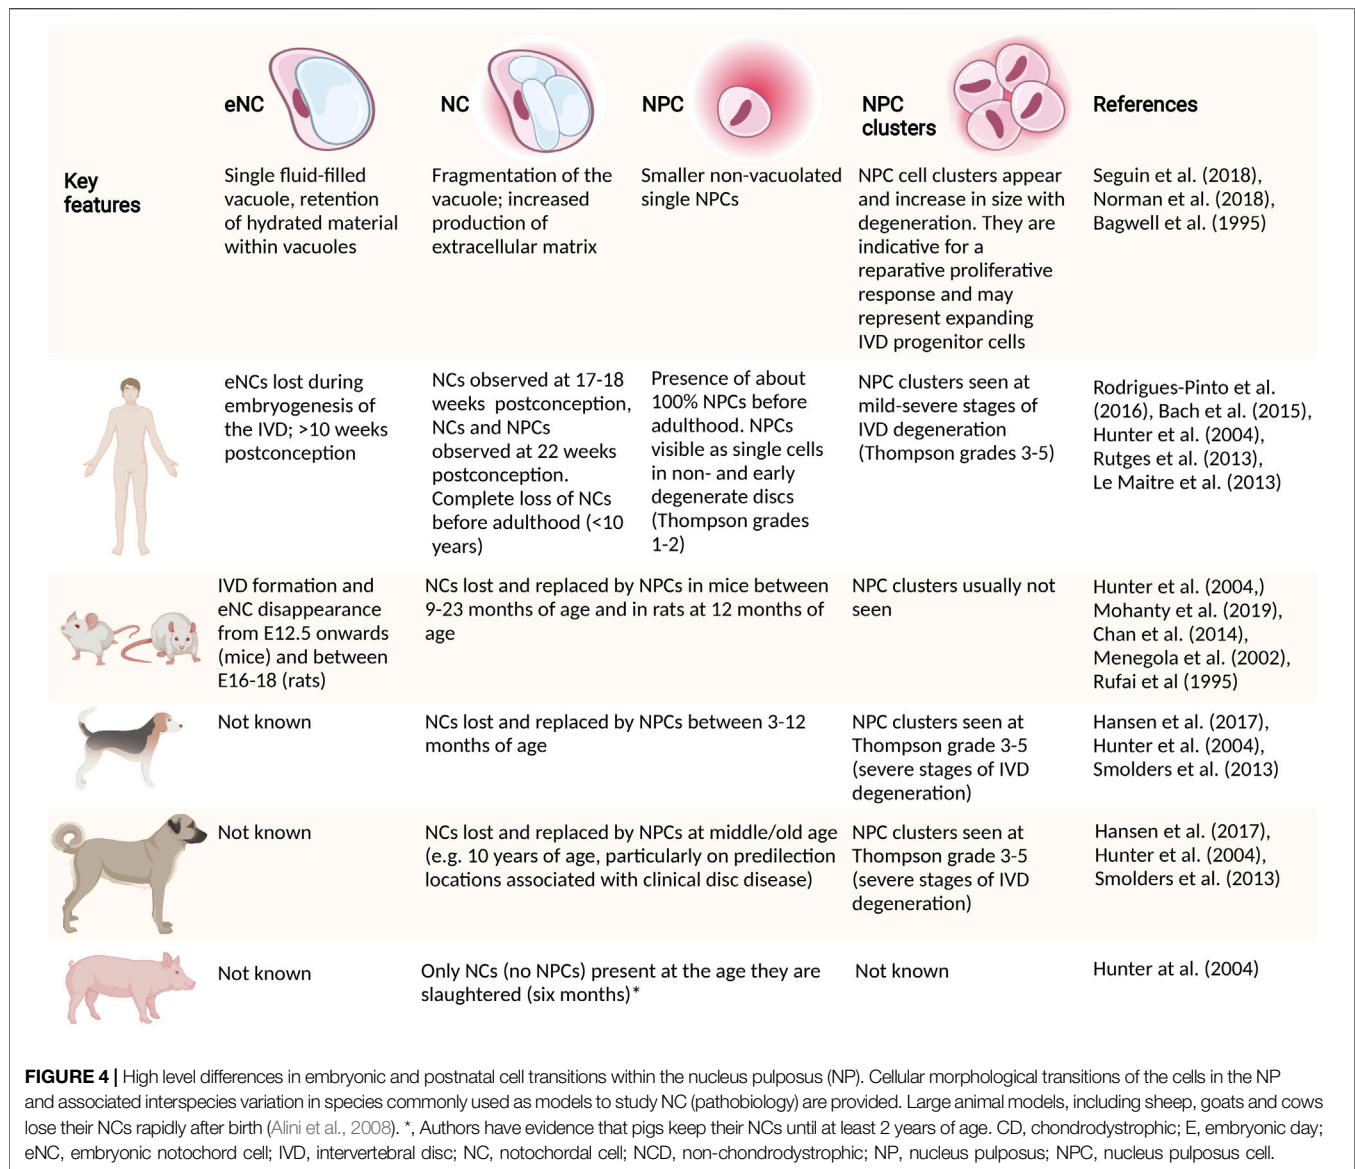 eNC
NC
NPC
NPC
clusters
References
Key
features
Single fluid-filled
vacuole, retention
of hydrated material
within vacuoles
Fragmentation of the
vacuole; increased
production of
extracellular matrix
Smaller non-vacuolated
single NPCs
NPC cell clusters appear
and increase in size with
degeneration. They are
indicative for a
reparative proliferative
response and may
represent expanding
IVD progenitor cells
Seguin et al. (2018),
Norman et al. (2018),
Bagwell et al. (1995)
eNCs lost during
embryogenesis of
the IVD; >10 weeks
postconception
NCs observed at 17-18
weeks postconception,
NCs and NPCs
observed at 22 weeks
postconception.
Complete loss of NCs
before adulthood (<10
years)
Presence of about
100% NPCs before
adulthood. NPCs
visible as single cells
in non- and early
degenerate discs
(Thompson grades
1-2)
NPC clusters seen at
mild-severe stages of
IVD degeneration
(Thompson grades 3-5)
Rodrigues-Pinto et al.
(2016), Bach et al. (2015),
Hunter et al. (2004),
Rutges et al. (2013),
Le Maitre et al. (2013)
IVD formation and
eNC disappearance
from E12.5 onwards
(mice) and between
E16-18 (rats)
NCs lost and replaced by NPCs in mice between
9-23 months of age and in rats at 12 months of
age
NPC clusters usually not
seen
Hunter et al. (2004,)
Mohanty et al. (2019),
Chan et al. (2014),
Menegola et al. (2002),
Rufai et al (1995)
Not known
NCs lost and replaced by NPCs between 3-12
months of age
NPC clusters seen at
Thompson grade 3-5
(severe stages of IVD
degeneration)
Hansen et al. (2017),
Hunter et al. (2004),
Smolders et al. (2013)
Not known
NCs lost and replaced by NPCs at middle/old age
(e.g. 10 years of age, particularly on predilection
locations associated with clinical disc disease)
NPC clusters seen at
Thompson grade 3-5
(severe stages of IVD
degeneration)
Hansen et al. (2017),
Hunter et al. (2004),
Smolders et al. (2013)
Not known
Only NCs (no NPCs) present at the age they are
slaughtered (six months)*
Not known
Hunter at al. (2004)
FIGURE 4 | High level differences in embryonic and postnatal cell transitions within the nucleus pulposus (NP). Cellular morphological transitions of the cells in the NP
and associated interspecies variation in species commonly used as models to study NC (pathobiology) are provided. Large animal models, including sheep, goats and cows
lose their NCs rapidly after birth (Alini et al., 2008). *, Authors have evidence that pigs keep their NCs until at least 2 years of age. CD, chondrodystrophic; E, embryonic day;
eNC, embryonic notochord cell; IVD, intervertebral disc; NC, notochordal cell; NCD, non-chondrodystrophic; NP, nucleus pulposus; NPC, nucleus pulposus cell.